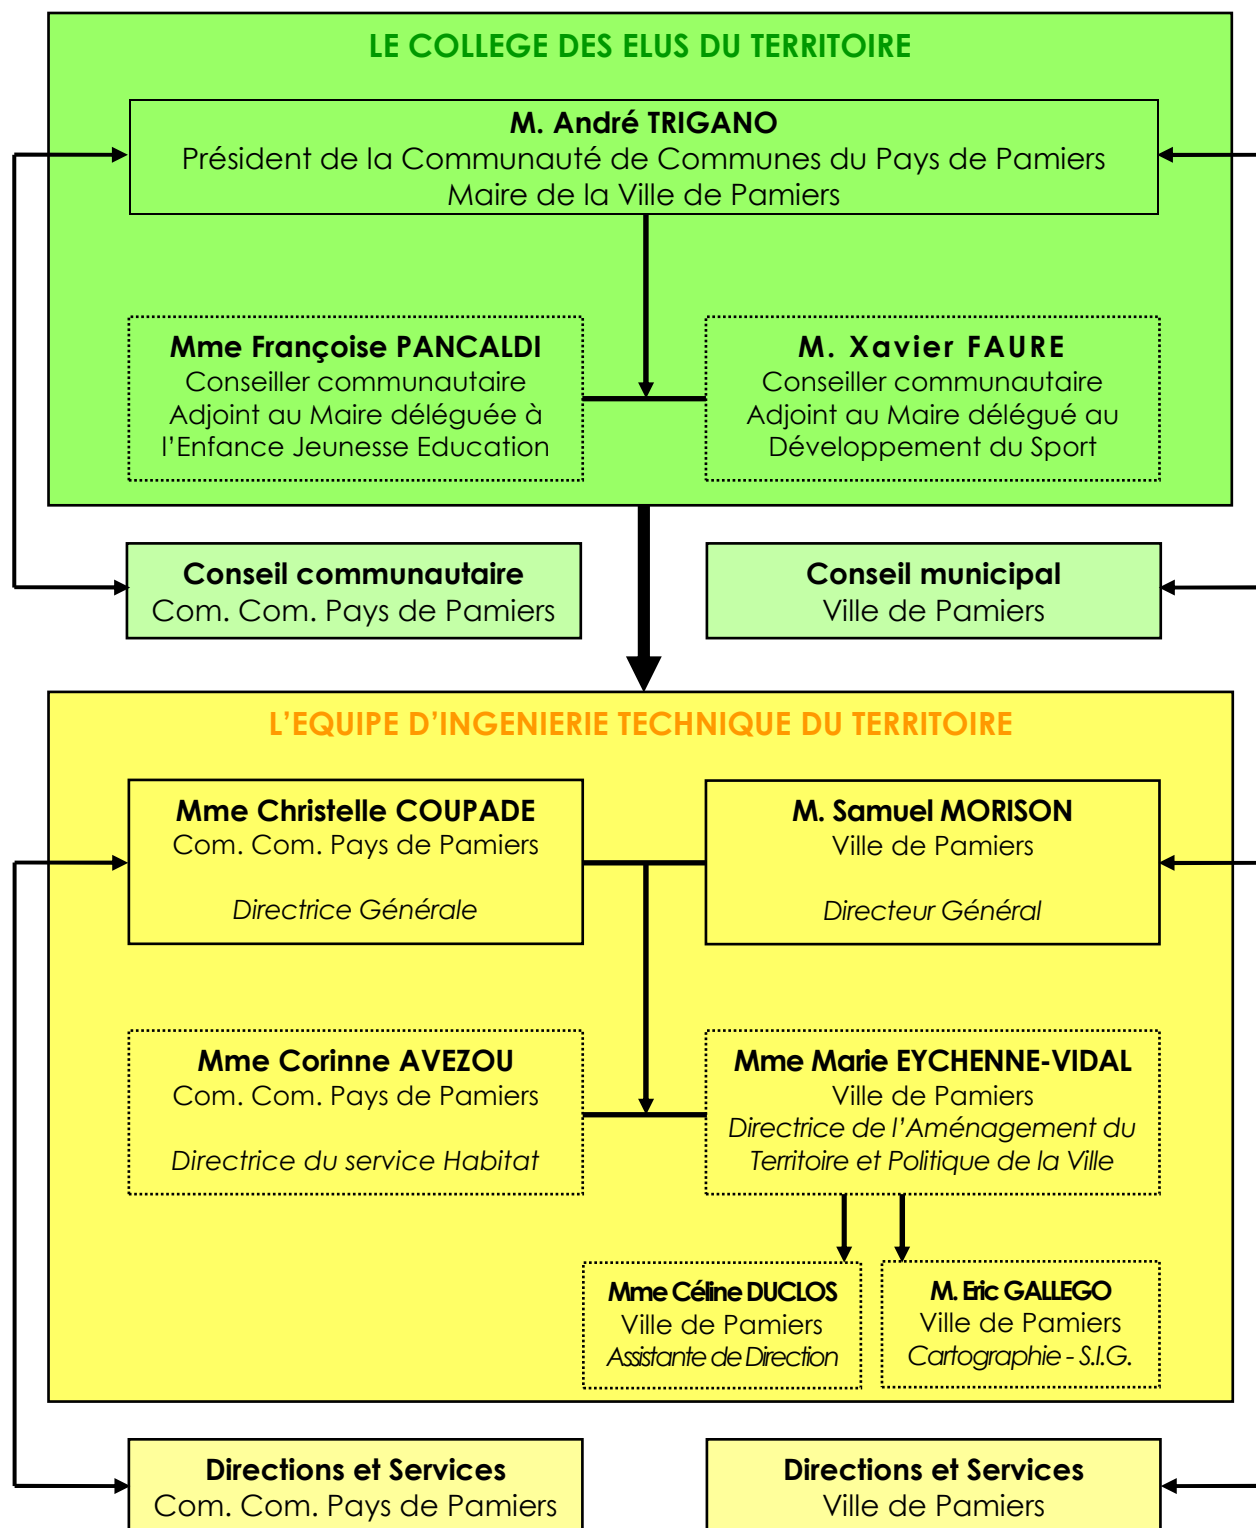 LE COLLEGE DES ELUS DU TERRITOIRE
M. André TRIGANO
Président de la Communauté de Communes du Pays de Pamiers
Maire de la Ville de Pamiers
Mme Françoise PANCALDI
Conseiller communautaire
Adjoint au Maire déléguée à
l’Enfance Jeunesse Education
M. Xavier FAURE
Conseiller communautaire
Adjoint au Maire délégué au
Développement du Sport
Conseil communautaire
Com. Com. Pays de Pamiers
Conseil municipal
Ville de Pamiers
L’EQUIPE D’INGENIERIE TECHNIQUE DU TERRITOIRE
Mme Christelle COUPADE
Com. Com. Pays de Pamiers
Directrice Générale
M. Samuel MORISON
Ville de Pamiers
Directeur Général
Mme Corinne AVEZOU
Com. Com. Pays de Pamiers
Directrice du service Habitat
Mme Marie EYCHENNE-VIDAL
Ville de Pamiers
Directrice de l’Aménagement du
Territoire et Politique de la Ville
Mme Céline DUCLOS
Ville de Pamiers
Assistante de Direction
M. Eric GALLEGO
Ville de Pamiers
Cartographie - S.I.G.
Directions et Services
Com. Com. Pays de Pamiers
Directions et Services
Ville de Pamiers